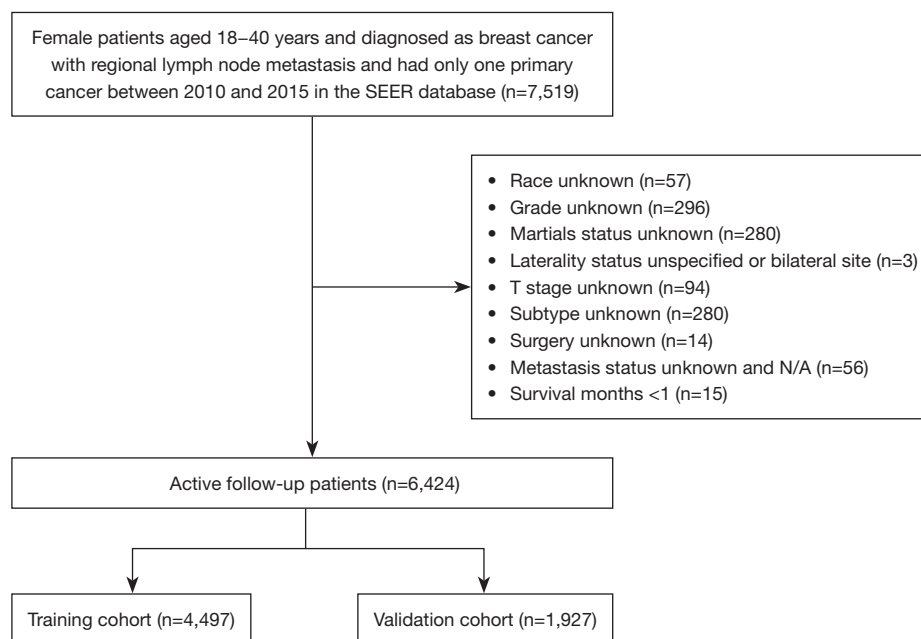 Female patients aged 18–40 years and diagnosed as breast cancer
with regional lymph node metastasis and had only one primary
cancer between 2010 and 2015 in the SEER database (n=7,519)
• Race unknown (n=57)
• Grade unknown (n=296)
• Martials status unknown (n=280)
• Laterality status unspecified or bilateral site (n=3)
• T stage unknown (n=94)
• Subtype unknown (n=280)
• Surgery unknown (n=14)
• Metastasis status unknown and N/A (n=56)
• Survival months <1 (n=15)
Active follow-up patients (n=6,424)
Training cohort (n=4,497)
Validation cohort (n=1,927)